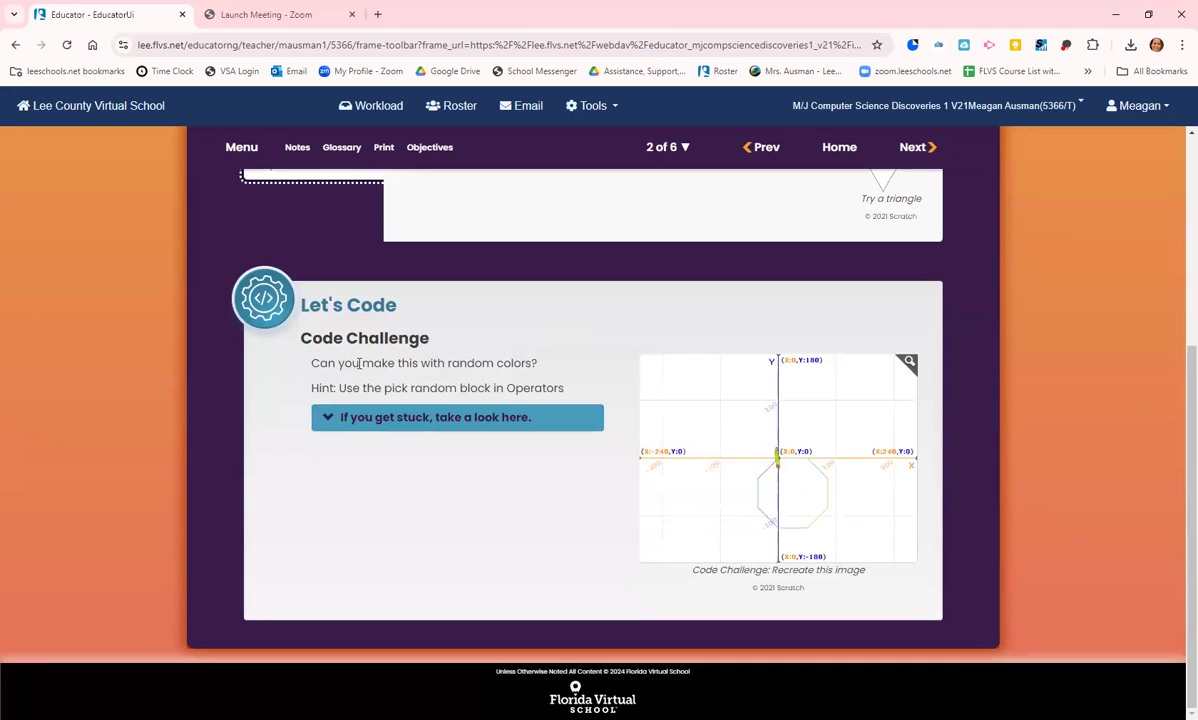 Educator - EducatorUi
Launch Meeting - Zoom
lee.flvs.net/educatorng/teacher/mausman1/5366/frame-toolbar?frame_url=https:%2F%2Flee.flvs.net%2Fwebdav%2Feducator_mjcompsciencediscoveries1_v21%2Fi...
leeschools.net bookmarks
Time Clock
VSA Login
Email
My Profile - Zoom
Google Drive
School Messenger
Assistance, Support,...
Roster
Mrs. Ausman - Lee...
zoom.leeschools.net
FLVS Course List wit...
»
All Bookmarks
Lee County Virtual School
Workload
Roster
Email
Tools
M/J Computer Science Discoveries 1 V21Meagan Ausman(5366/T)
Meagan
Menu
Notes
Glossary
Print
Objectives
2 of 6 ▼
Prev
Home
Next
Try a triangle
© 2021 Scratch
Let's Code
Code Challenge
Can you make this with random colors?
Hint: Use the pick random block in Operators
If you get stuck, take a look here.
Y
(X:0,Y:180)
100
(X:-240,Y:0)
(X:0,Y:0)
(X:240,Y:0)
-200
-100
100
200
X
-100
(X:0,Y:-180)
Code Challenge: Recreate this image
© 2021 Scratch
Unless Otherwise Noted All Content © 2024 Florida Virtual School
Florida Virtual
SCHOOL